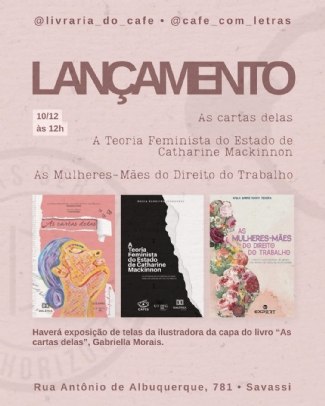 @livraria_do_cafe • @cafe_com_letras
LANÇAMENTO
10/12
às 12h
As cartas delas
A Teoria Feminista do Estado de
Catharine Mackinnon
As Mulheres-Mães do Direito do Trabalho
As cartas delas
A
Teoria
Feminista
do Estado
de Catharine
Mackinnon
AS
MULHERES-MÃES
DO DIREITO
DO TRABALHO
Haverá exposição de telas da ilustradora da capa do livro “As
cartas delas”, Gabriella Morais.
Rua Antônio de Albuquerque, 781 • Savassi